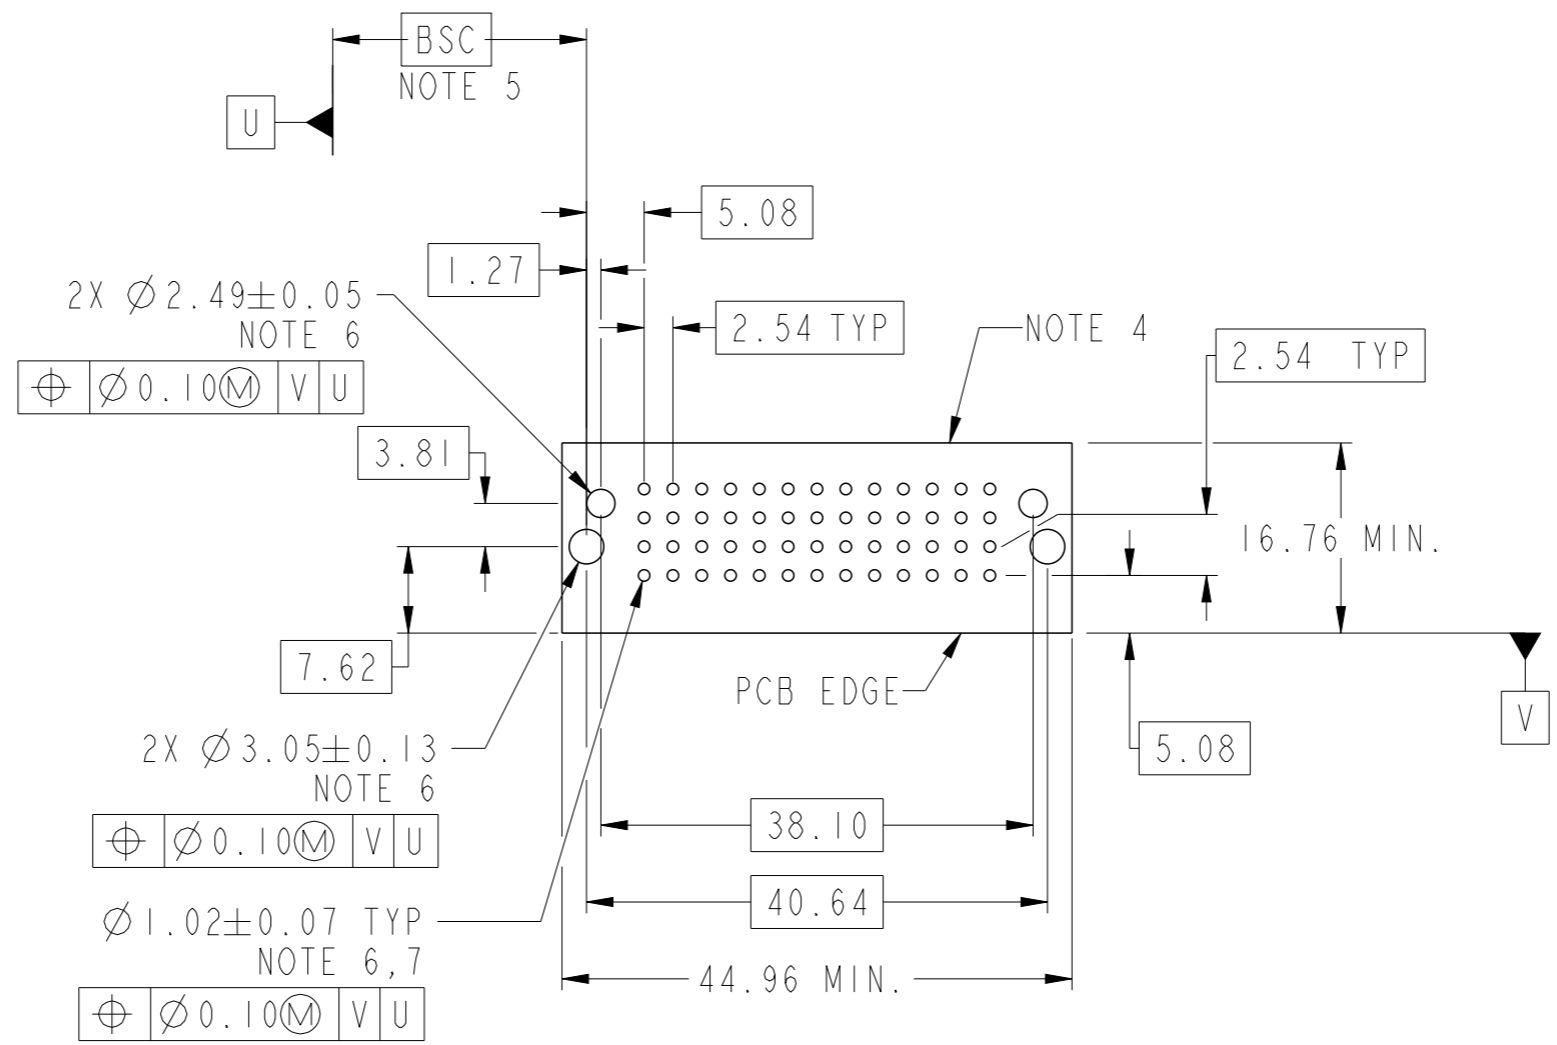 BSC
NOTE 5
U
5.08
1.27
2X ∅2.49±0.05
NOTE 6
⌖ ∅0.10Ⓜ V U
2.54 TYP
NOTE 4
2.54 TYP
3.81
16.76 MIN.
7.62
PCB EDGE
V
5.08
2X ∅3.05±0.13
NOTE 6
⌖ ∅0.10Ⓜ V U
38.10
40.64
∅1.02±0.07 TYP
NOTE 6,7
⌖ ∅0.10Ⓜ V U
44.96 MIN.